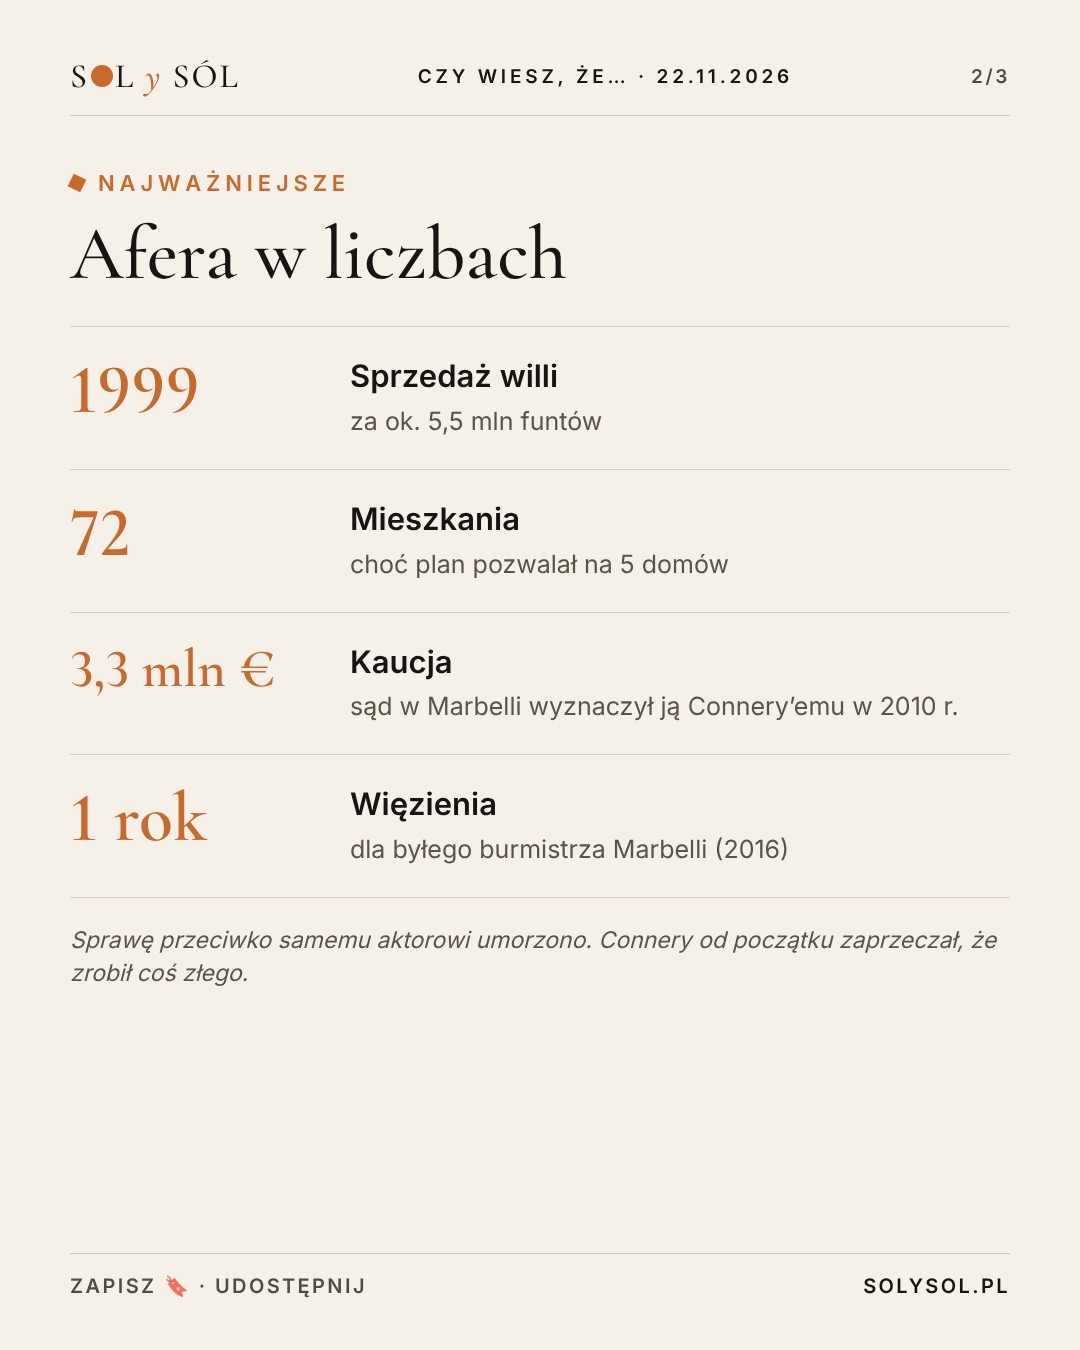 SOL y SÓL
CZY WIESZ, ŻE… · 22.11.2026
2/3
NAJWAŻNIEJSZE
Afera w liczbach
1999
Sprzedaż willi
za ok. 5,5 mln funtów
72
Mieszkania
choć plan pozwalał na 5 domów
3,3 mln €
Kaucja
sąd w Marbelli wyznaczył ją Connery’emu w 2010 r.
1 rok
Więzienia
dla byłego burmistrza Marbelli (2016)
Sprawę przeciwko samemu aktorowi umorzono. Connery od początku zaprzeczał, że
zrobił coś złego.
ZAPISZ 🔖 · UDOSTĘPNIJ
SOLYSOL.PL